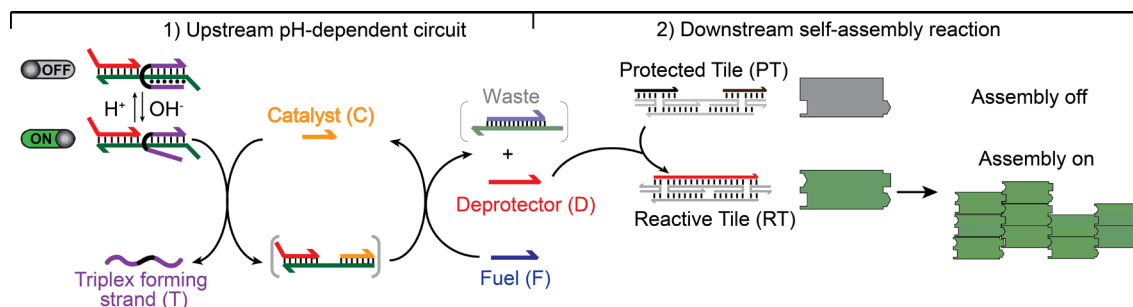 1) Upstream pH-dependent circuit
2) Downstream self-assembly reaction
OFF
H⁺
OH⁻
ON
Catalyst (C)
Waste
+
Deprotector (D)
Triplex forming
strand (T)
Fuel (F)
Protected Tile (PT)
Reactive Tile (RT)
Assembly off
Assembly on